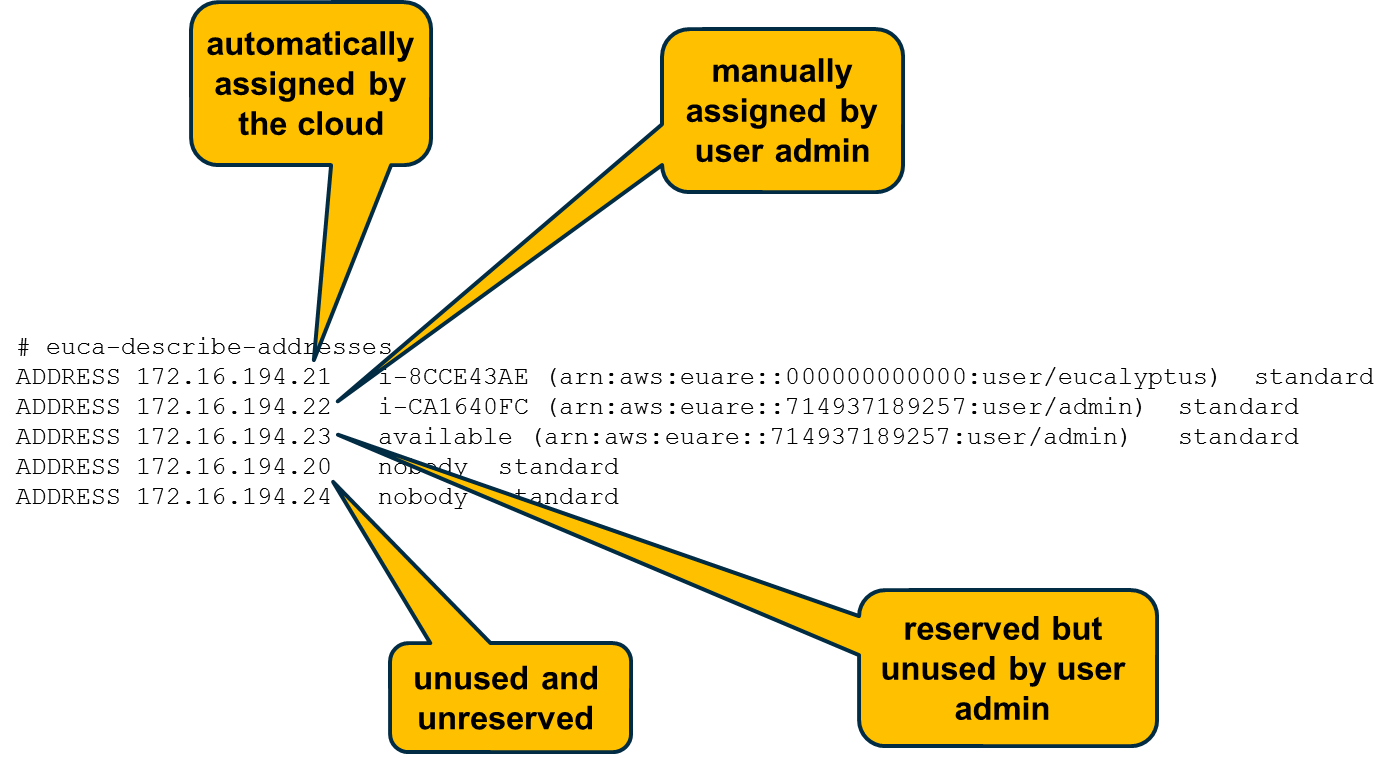 automatically
assigned by
the cloud
manually
assigned by
user admin
# euca-describe-addresses
ADDRESS 172.16.194.21 i-8CCE43AE (arn:aws:euare::000000000000:user/eucalyptus) standard
ADDRESS 172.16.194.22 i-CA1640FC (arn:aws:euare::714937189257:user/admin) standard
ADDRESS 172.16.194.23 available (arn:aws:euare::714937189257:user/admin) standard
ADDRESS 172.16.194.20 nobody standard
ADDRESS 172.16.194.24 nobody standard
unused and
unreserved
reserved but
unused by user
admin